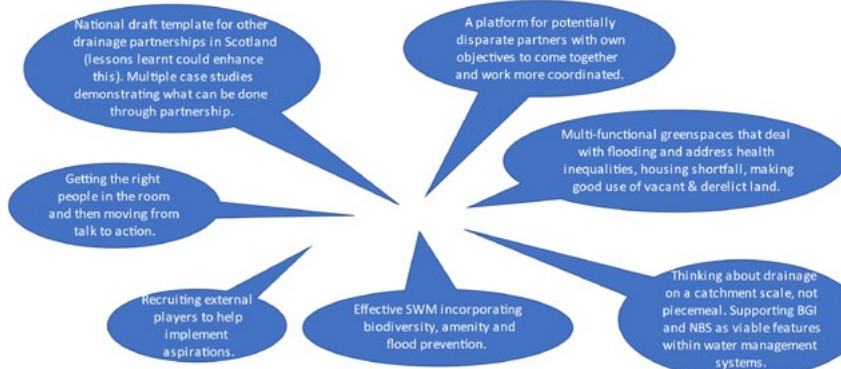 National draft template for other
drainage partnerships in Scotland
(lessons learnt could enhance
this). Multiple case studies
demonstrating what can be done
through partnership.
A platform for potentially
disparate partners with own
objectives to come together
and work more coordinated.
Multi-functional greenspaces that deal
with flooding and address health
inequalities, housing shortfall, making
good use of vacant & derelict land.
Getting the right
people in the room
and then moving from
talk to action.
Recruiting external
players to help
implement
aspirations.
Effective SWM incorporating
biodiversity, amenity and
flood prevention.
Thinking about drainage
on a catchment scale, not
piecemeal. Supporting BGI
and NBS as viable features
within water management
systems.